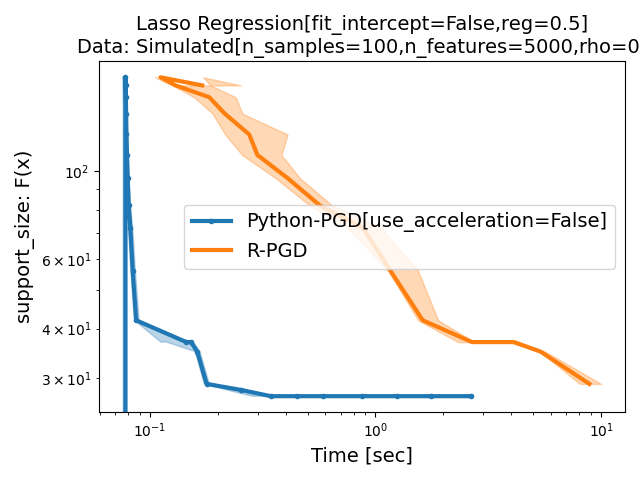 Lasso Regression[fit_intercept=False,reg=0.5]
Data: Simulated[n_samples=100,n_features=5000,rho=0
support_size: F(x)
10²
6 × 10¹
4 × 10¹
3 × 10¹
Python-PGD[use_acceleration=False]
R-PGD
10⁻¹
10⁰
10¹
Time [sec]